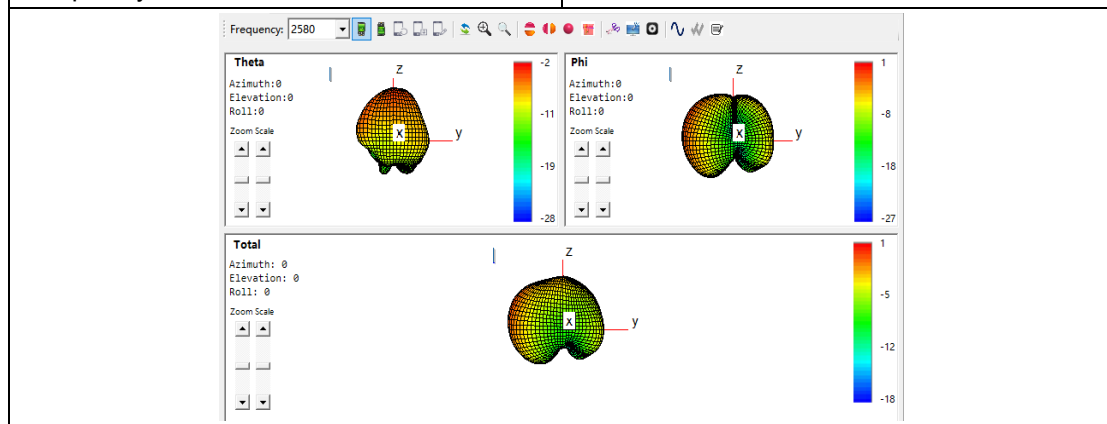 Frequency: 2580
Theta
Azimuth:0
Elevation:0
Roll:0
Zoom Scale
Z
X
y
-2
-11
-19
-28
Phi
Azimuth:0
Elevation:0
Roll:0
Zoom Scale
Z
X
y
1
-8
-18
-27
Total
Azimuth: 0
Elevation: 0
Roll: 0
Zoom Scale
Z
X
y
1
-5
-12
-18